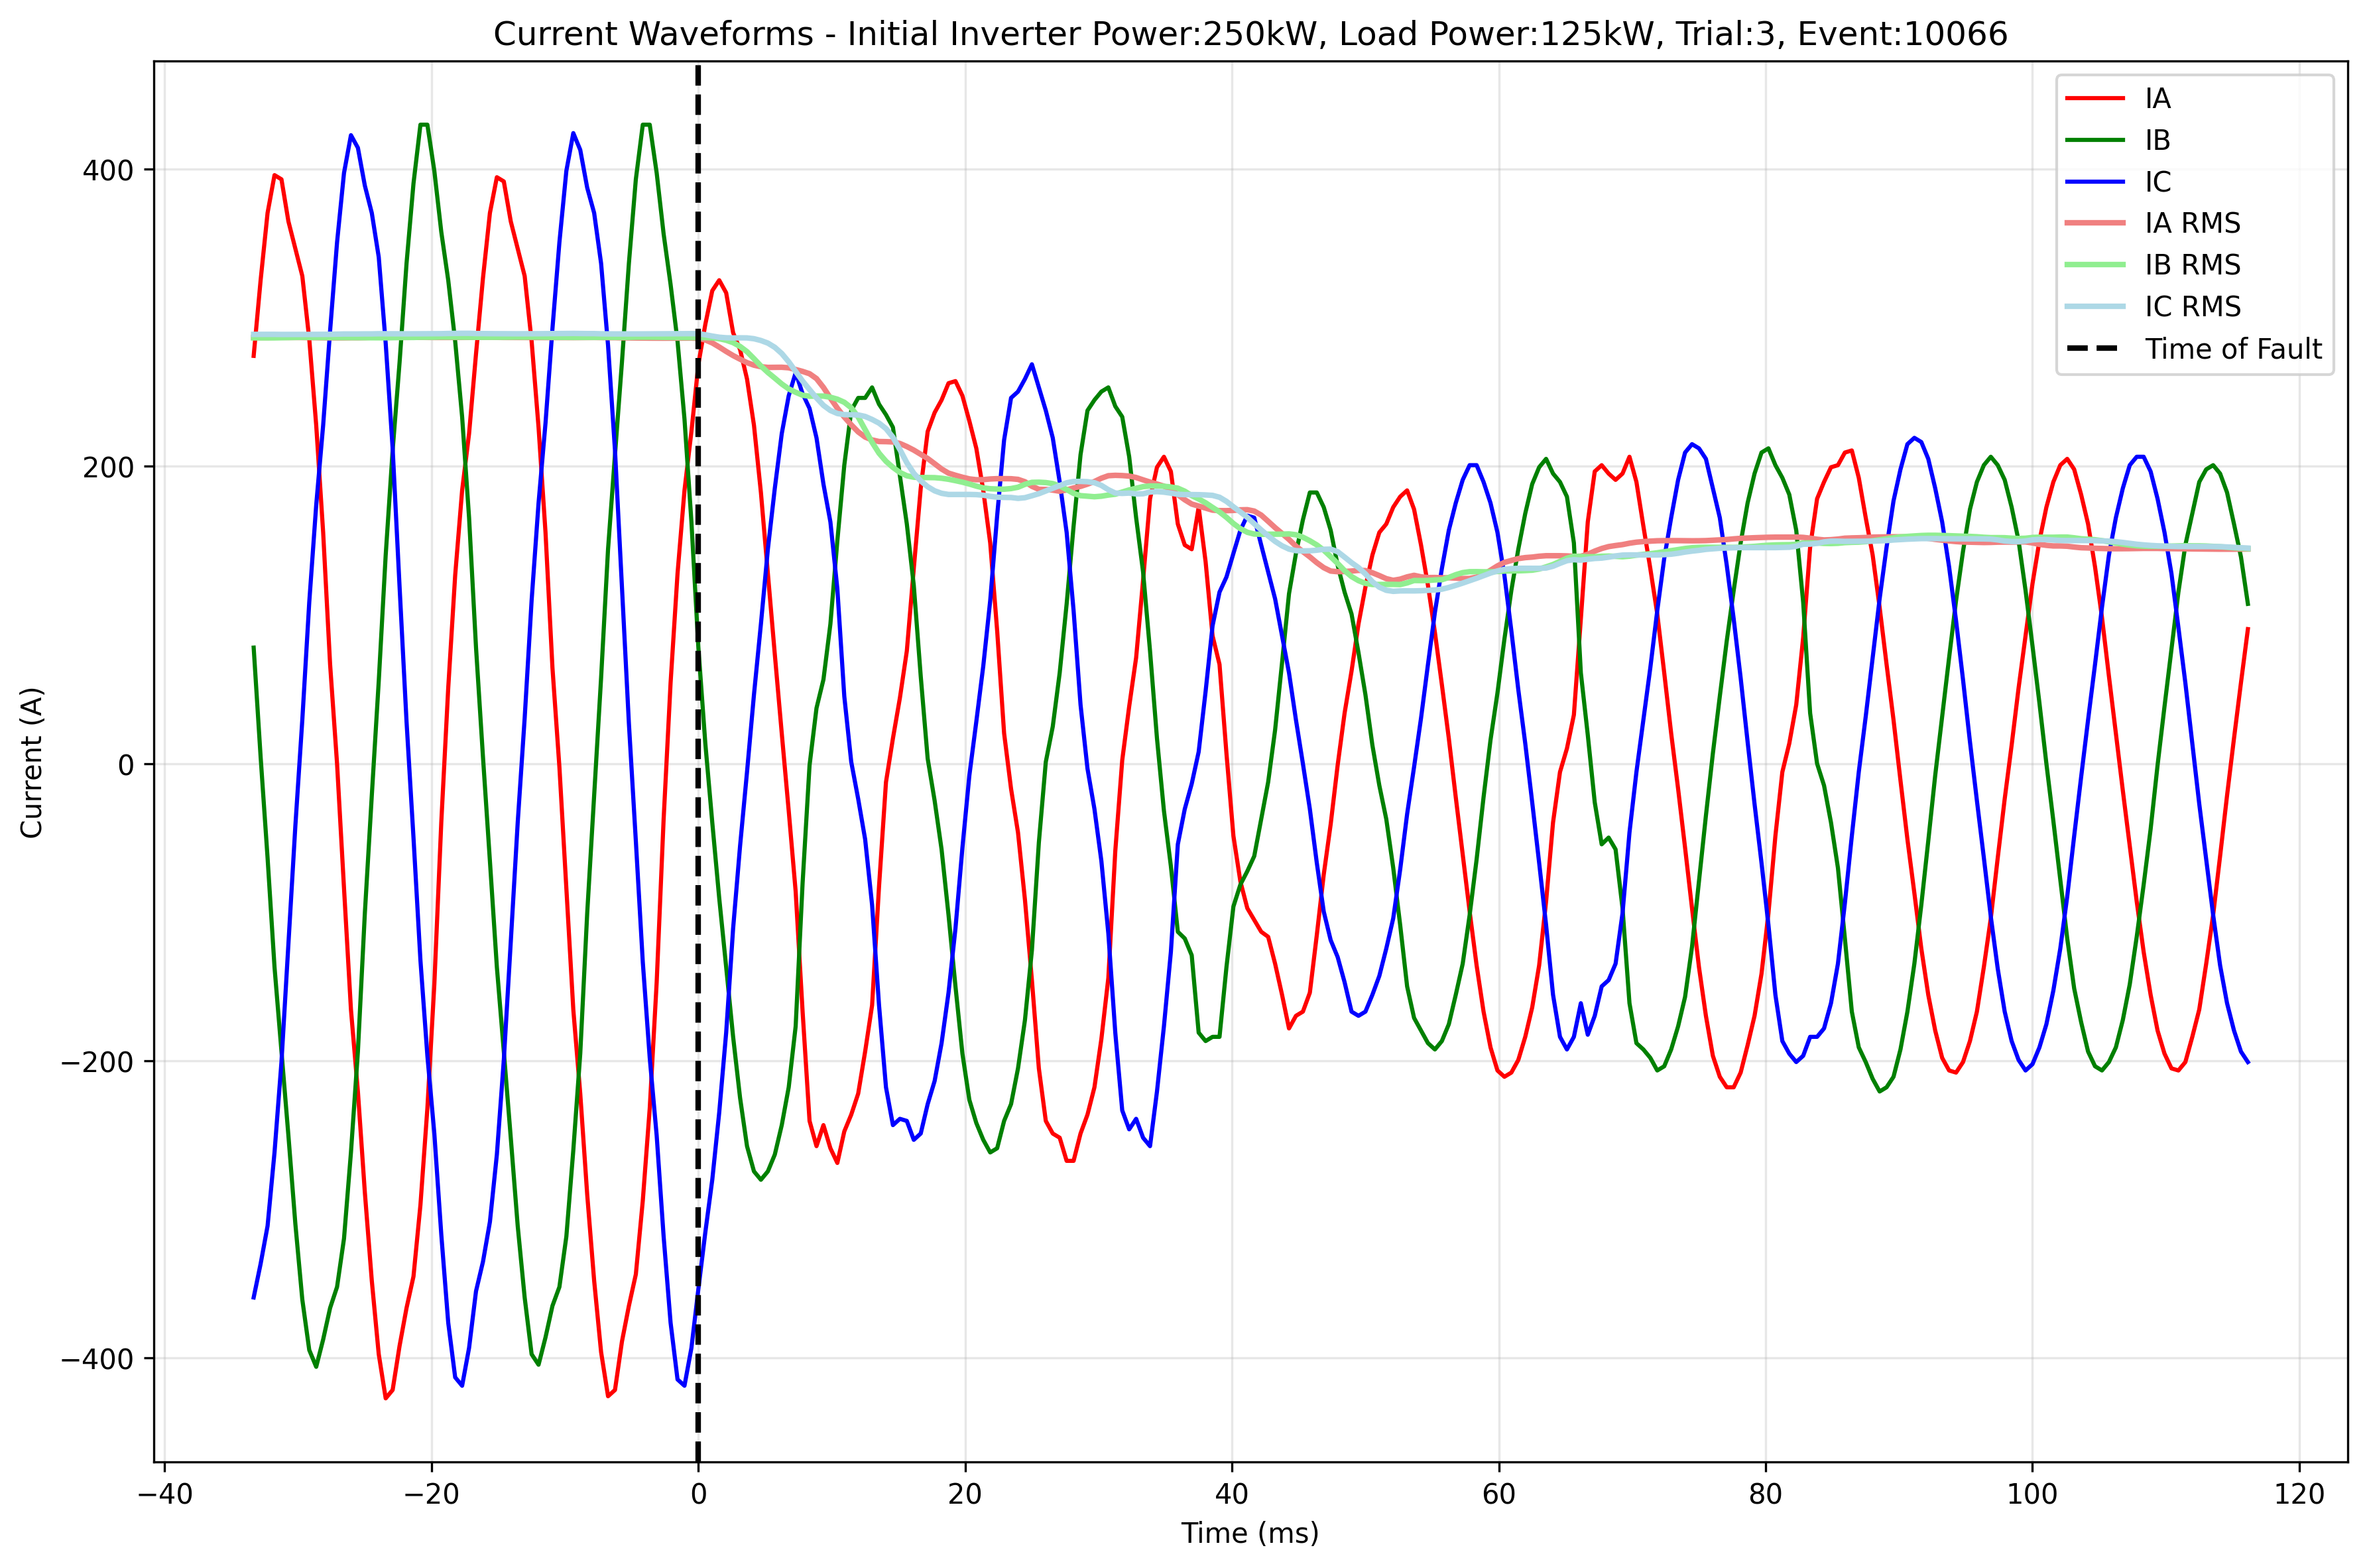 Current Waveforms - Initial Inverter Power:250kW, Load Power:125kW, Trial:3, Event:10066
IA
IB
IC
IA RMS
IB RMS
IC RMS
Time of Fault
Current (A)
400
200
0
−200
−400
−40
−20
0
20
40
60
80
100
120
Time (ms)